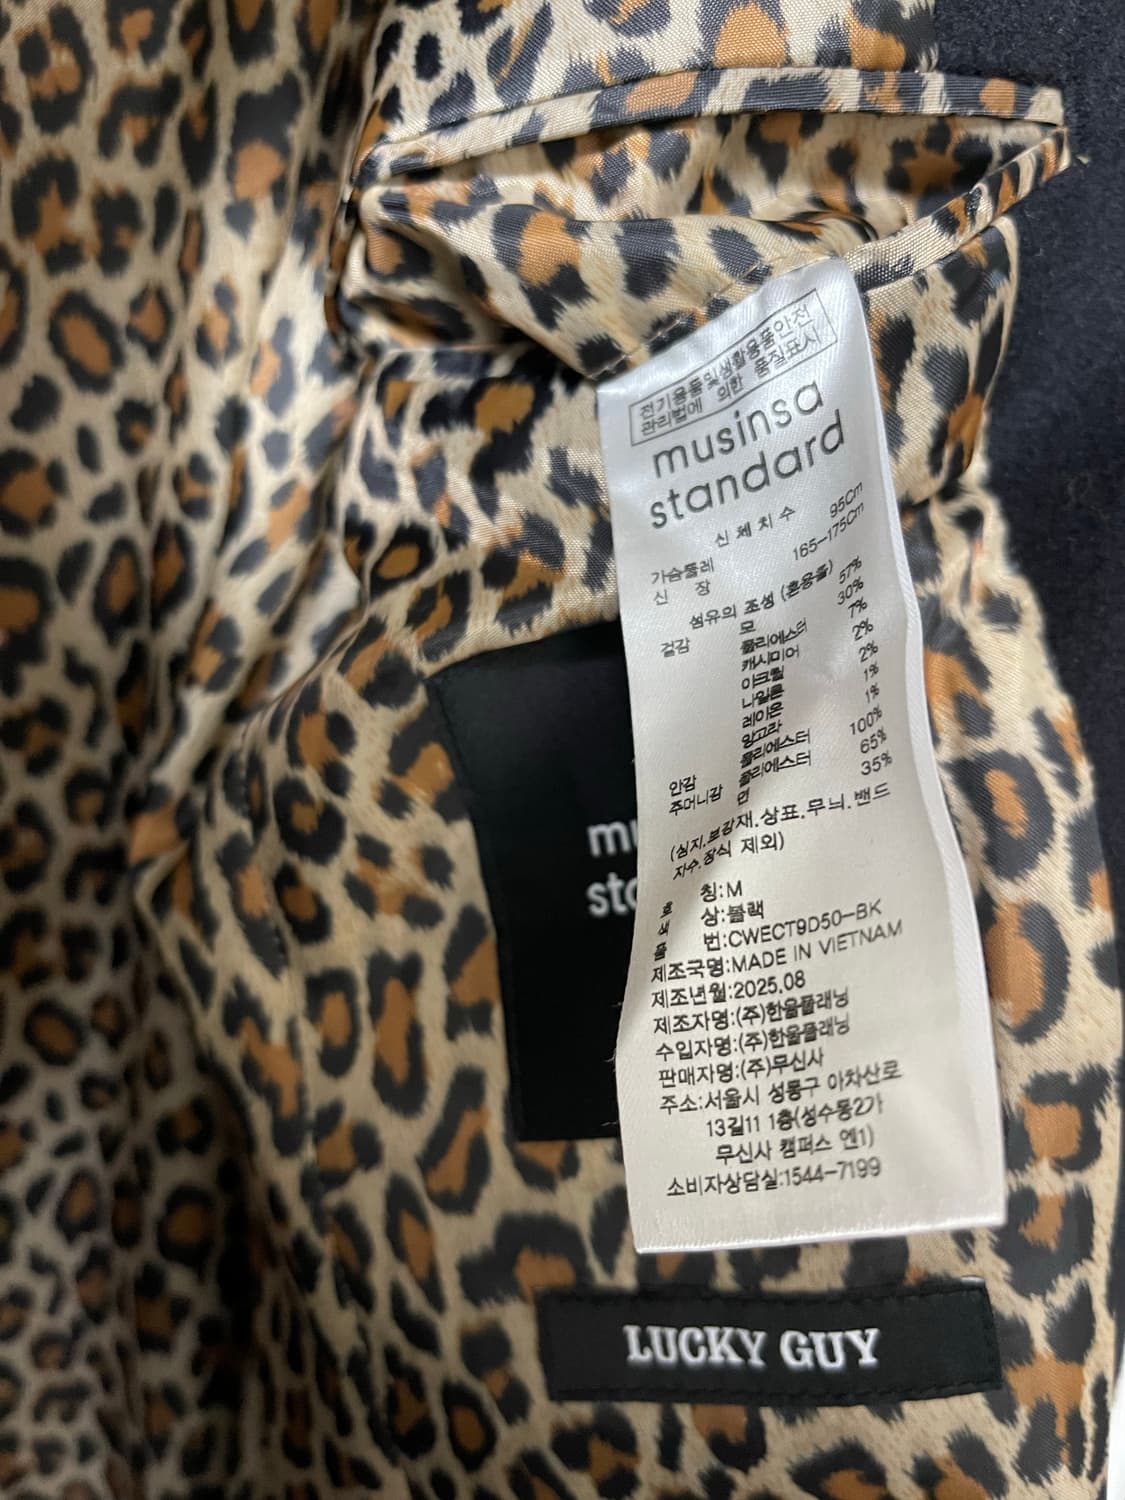 전기용품및생활용품안전
관리법에 의한 품질표시
musinsa
standard
신체치수
가슴둘레 95Cm
신 장 165-175Cm
섬유의 조성 (혼용율)
겉감 모 57%
폴리에스터 30%
캐시미어 7%
아크릴 2%
나일론 2%
레이온 1%
앙고라 1%
안감 폴리에스터 100%
주머니감 폴리에스터 65%
면 35%
(심지.보강재.상표.무늬.밴드
자수.장식 제외)
호 칭:M
색 상:블랙
품 번:CWECT9D50-BK
제조국명:MADE IN VIETNAM
제조년월:2025.08
제조자명:(주)한울플래닝
수입자명:(주)한울플래닝
판매자명:(주)무신사
주소:서울시 성동구 아차산로
13길11 1층(성수동2가
무신사 캠퍼스 엔1)
소비자상담실:1544-7199
mu
sta
LUCKY GUY